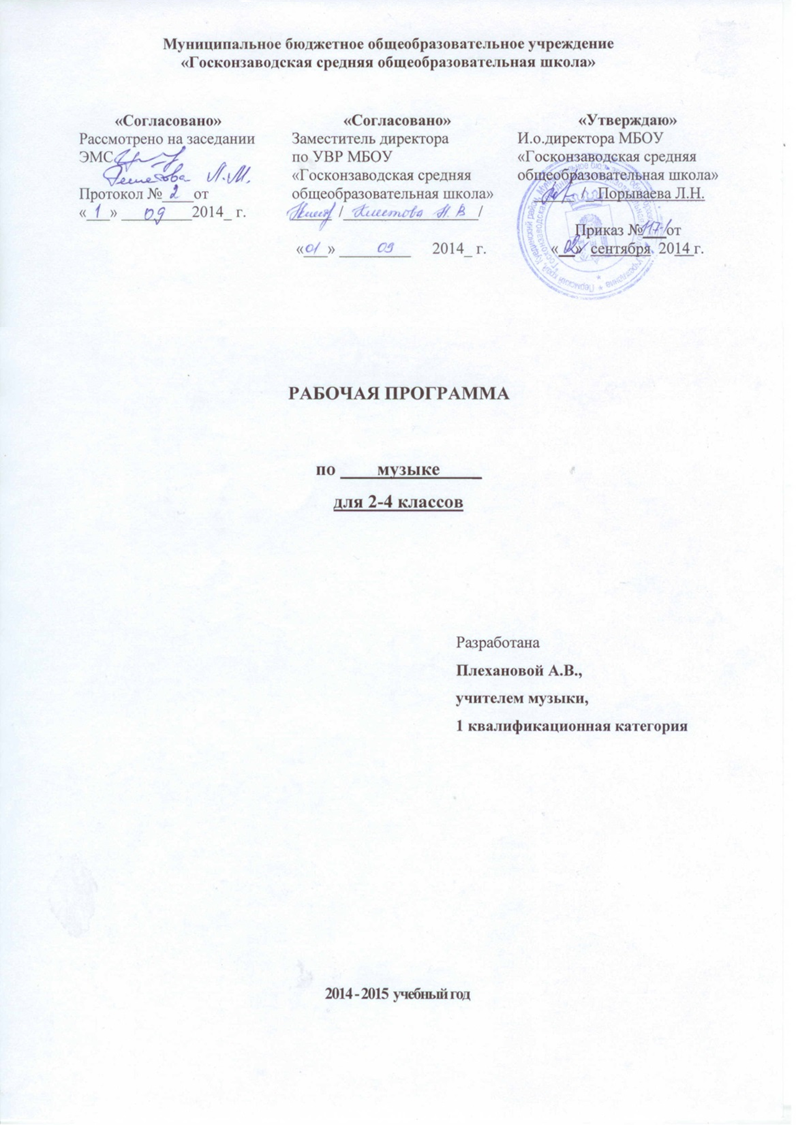 Муниципальное бюджетное общеобразовательное учреждение
«Госконзаводская средняя общеобразовательная школа»
«Согласовано»
Рассмотрено на заседании
ЭМС
Протокол № 2 от
« 1 » 09 2014_ г.
«Согласовано»
Заместитель директора
по УВР МБОУ
«Госконзаводская средняя
общеобразовательная школа»
/ /
«01» 09 2014_ г.
«Утверждаю»
И.о.директора МБОУ
«Госконзаводская средняя
общеобразовательная школа»
/ Порываева Л.Н.
Приказ № от
« » сентября 2014 г.
РАБОЧАЯ ПРОГРАММА
по музыке
для 2-4 классов
Разработана
Плехановой А.В.,
учителем музыки,
1 квалификационная категория
2014 - 2015 учебный год